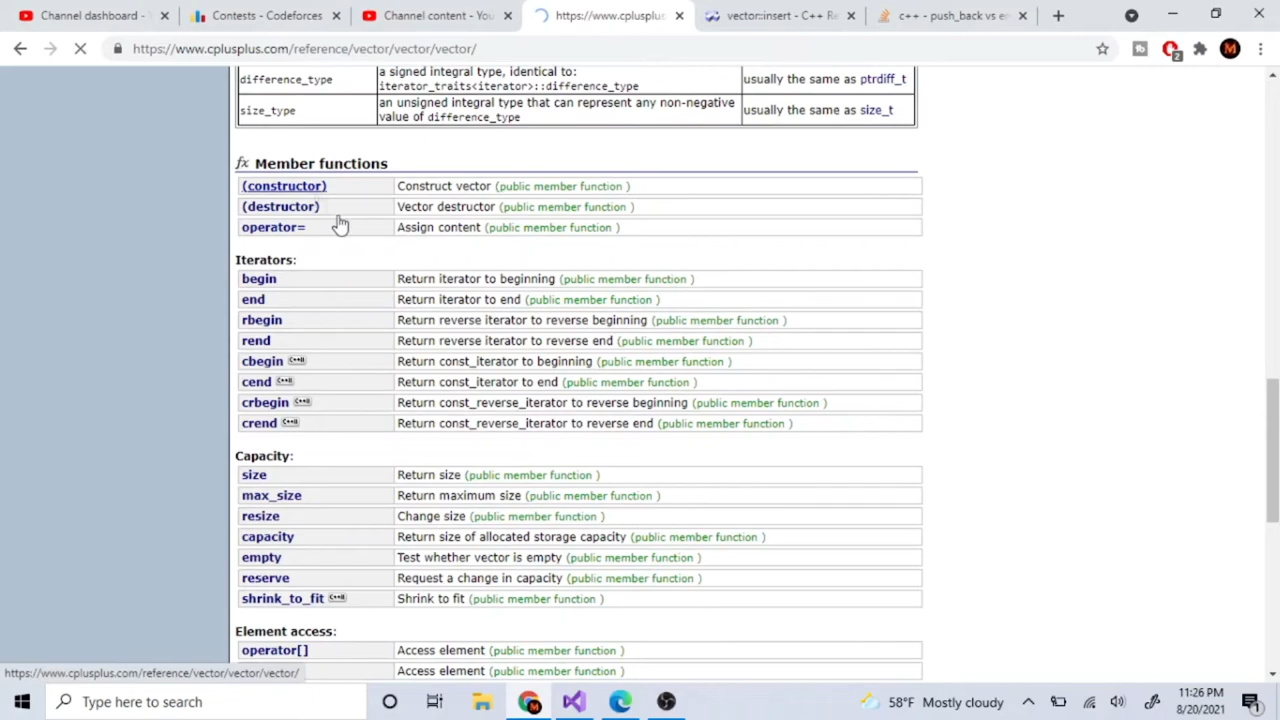 Channel dashboard - 
Contests - Codeforces
Channel content - You
https://www.cplusplus.com/
vector::insert - C++ Re
c++ - push_back vs e
https://www.cplusplus.com/reference/vector/vector/vector/
2
M
difference_type a signed integral type, identical to: usually the same as ptrdiff_t
iterator_traits<iterator>::difference_type
size_type an unsigned integral type that can represent any non-negative usually the same as size_t
value of difference_type
fx Member functions
(constructor) Construct vector (public member function )
(destructor) Vector destructor (public member function )
operator= Assign content (public member function )
Iterators:
begin Return iterator to beginning (public member function )
end Return iterator to end (public member function )
rbegin Return reverse iterator to reverse beginning (public member function )
rend Return reverse iterator to reverse end (public member function )
cbegin C++11 Return const_iterator to beginning (public member function )
cend C++11 Return const_iterator to end (public member function )
crbegin C++11 Return const_reverse_iterator to reverse beginning (public member function )
crend C++11 Return const_reverse_iterator to reverse end (public member function )
Capacity:
size Return size (public member function )
max_size Return maximum size (public member function )
resize Change size (public member function )
capacity Return size of allocated storage capacity (public member function )
empty Test whether vector is empty (public member function )
reserve Request a change in capacity (public member function )
shrink_to_fit C++11 Shrink to fit (public member function )
Element access:
operator[] Access element (public member function )
Access element (public member function )
https://www.cplusplus.com/reference/vector/vector/vector/
Type here to search
58°F Mostly cloudy
11:26 PM
8/20/2021